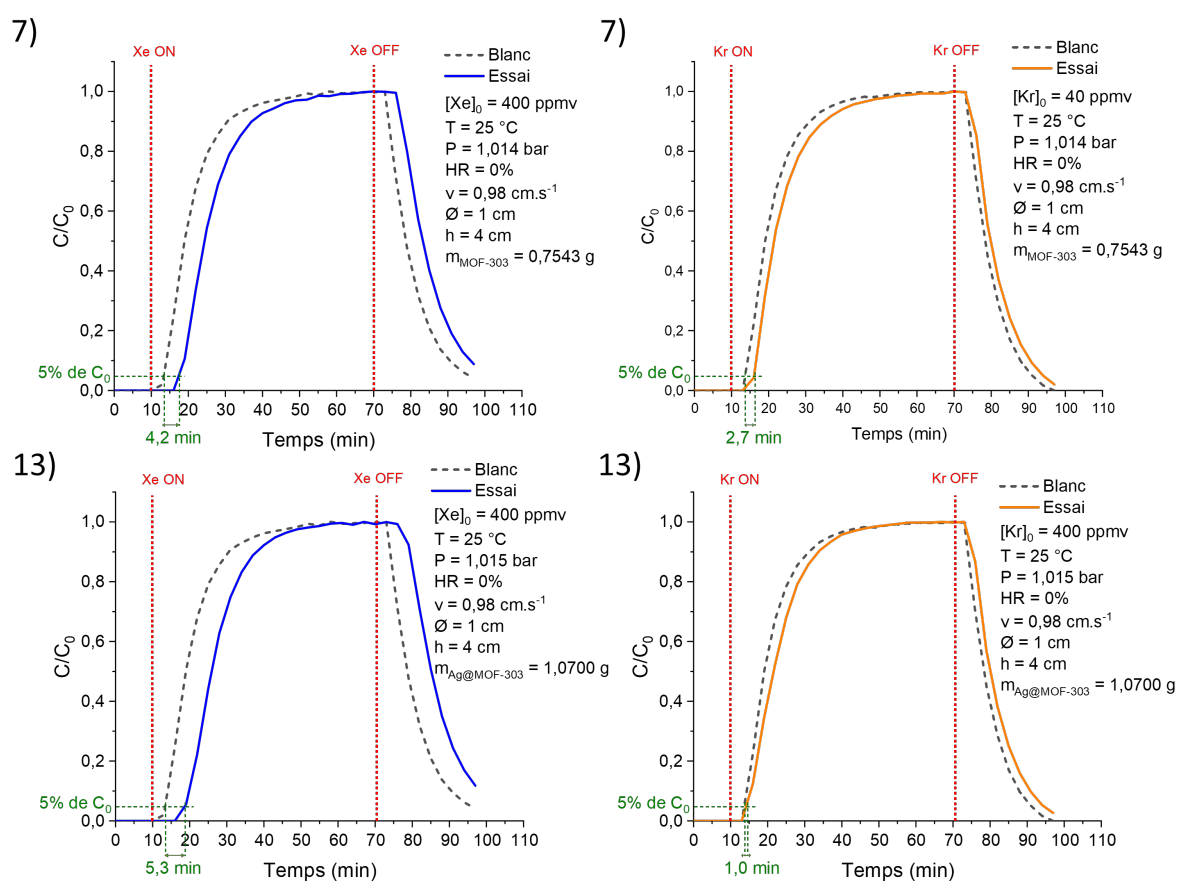 7)
Xe ON
Xe OFF
Blanc
Essai
[Xe]0 = 400 ppmv
T = 25 °C
P = 1,014 bar
HR = 0%
v = 0,98 cm.s-1
Ø = 1 cm
h = 4 cm
mMOF-303 = 0,7543 g
C/C0
1,0
0,8
0,6
0,4
0,2
0,0
5% de C0
0 10 20 30 40 50 60 70 80 90 100 110
4,2 min
Temps (min)
7)
Kr ON
Kr OFF
Blanc
Essai
[Kr]0 = 40 ppmv
T = 25 °C
P = 1,014 bar
HR = 0%
v = 0,98 cm.s-1
Ø = 1 cm
h = 4 cm
mMOF-303 = 0,7543 g
C/C0
1,0
0,8
0,6
0,4
0,2
0,0
5% de C0
0 10 20 30 40 50 60 70 80 90 100 110
2,7 min
Temps (min)
13)
Xe ON
Xe OFF
Blanc
Essai
[Xe]0 = 400 ppmv
T = 25 °C
P = 1,015 bar
HR = 0%
v = 0,98 cm.s-1
Ø = 1 cm
h = 4 cm
mAg@MOF-303 = 1,0700 g
C/C0
1,0
0,8
0,6
0,4
0,2
0,0
5% de C0
0 10 20 30 40 50 60 70 80 90 100 110
5,3 min
Temps (min)
13)
Kr ON
Kr OFF
Blanc
Essai
[Kr]0 = 400 ppmv
T = 25 °C
P = 1,015 bar
HR = 0%
v = 0,98 cm.s-1
Ø = 1 cm
h = 4 cm
mAg@MOF-303 = 1,0700 g
C/C0
1,0
0,8
0,6
0,4
0,2
0,0
5% de C0
0 10 20 30 40 50 60 70 80 90 100 110
1,0 min
Temps (min)